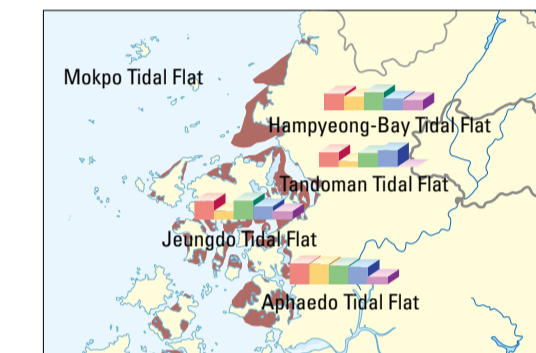 Mokpo Tidal Flat
Hampyeong-Bay Tidal Flat
Tandoman Tidal Flat
Jeungdo Tidal Flat
Aphaedo Tidal Flat